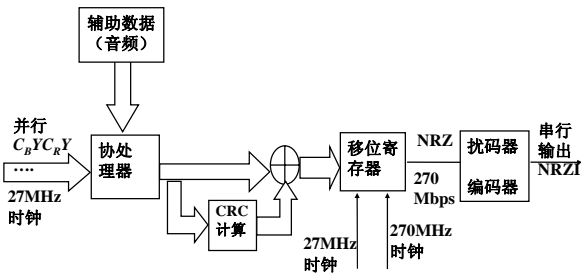 辅助数据
（音频）
并行
CBYCRY
....
27MHz
时钟
协处
理器
CRC
计算
移位寄
存器
27MHz
时钟
270MHz
时钟
NRZ
270
Mbps
扰码器
编码器
串行
输出
NRZI